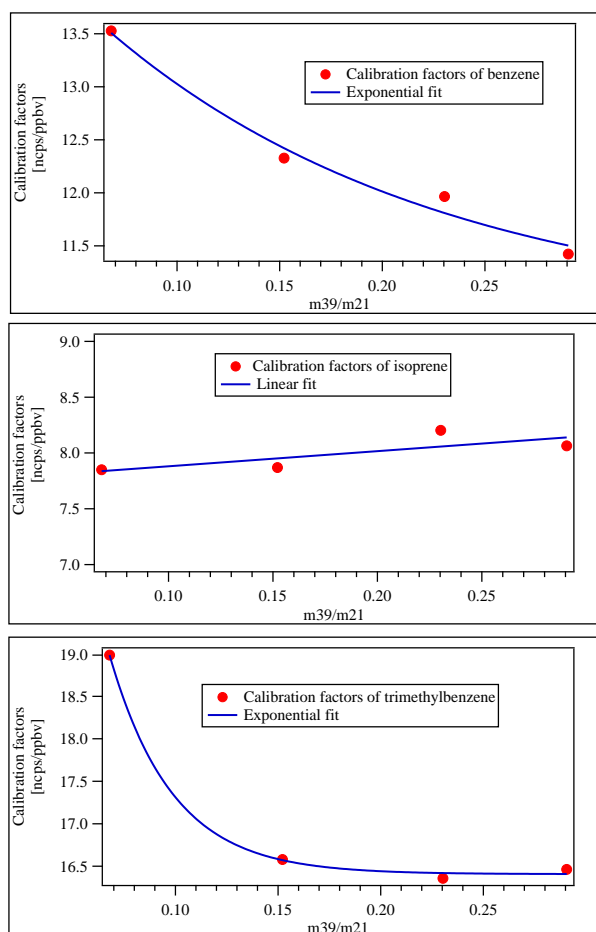 13.5
13.0
12.5
12.0
11.5
Calibration factors
[ncps/ppbv]
Calibration factors of benzene
Exponential fit
0.10 0.15 0.20 0.25
m39/m21
9.0
8.5
8.0
7.5
7.0
Calibration factors
[ncps/ppbv]
Calibration factors of isoprene
Linear fit
0.10 0.15 0.20 0.25
m39/m21
19.0
18.5
18.0
17.5
17.0
16.5
Calibration factors
[ncps/ppbv]
Calibration factors of trimethylbenzene
Exponential fit
0.10 0.15 0.20 0.25
m39/m21